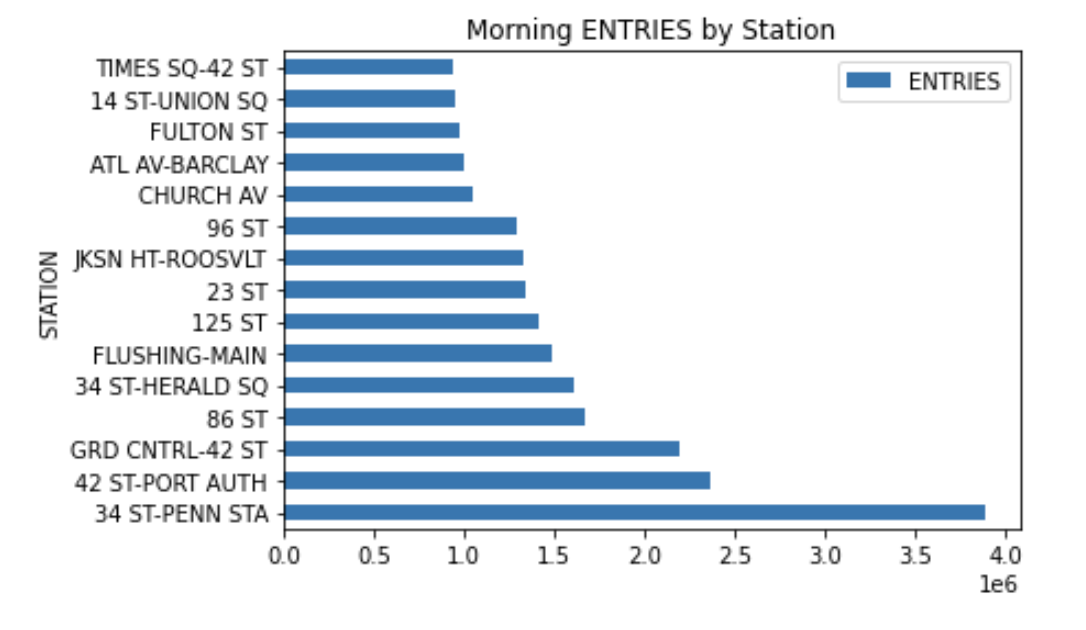 Morning ENTRIES by Station
ENTRIES
STATION
TIMES SQ-42 ST
14 ST-UNION SQ
FULTON ST
ATL AV-BARCLAY
CHURCH AV
96 ST
JKSN HT-ROOSVLT
23 ST
125 ST
FLUSHING-MAIN
34 ST-HERALD SQ
86 ST
GRD CNTRL-42 ST
42 ST-PORT AUTH
34 ST-PENN STA
0.0 0.5 1.0 1.5 2.0 2.5 3.0 3.5 4.0
1e6